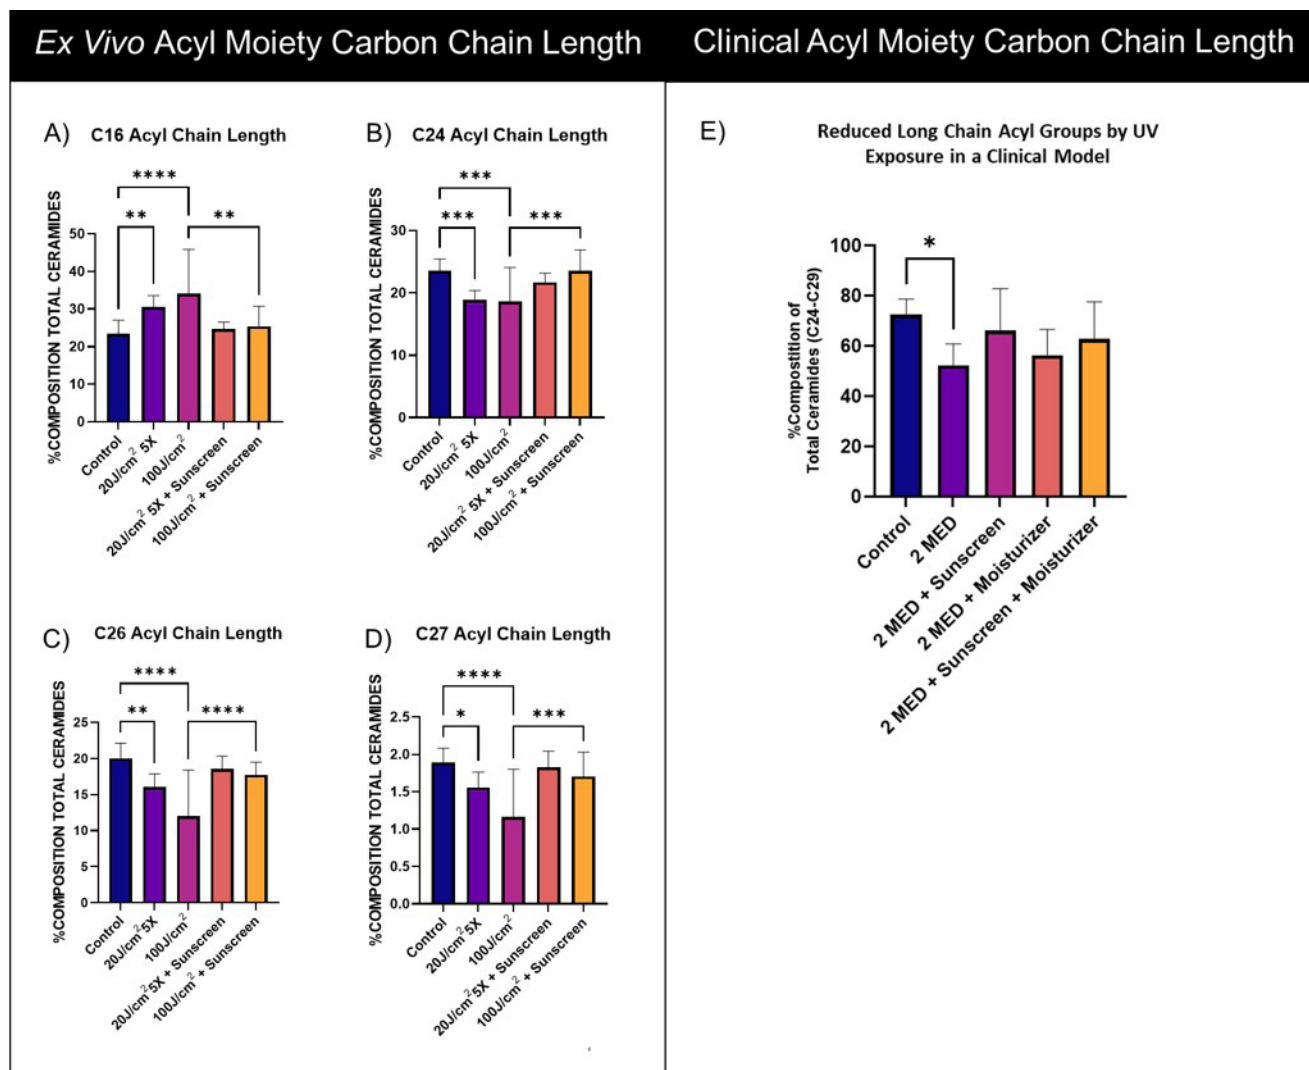 Ex Vivo Acyl Moiety Carbon Chain Length
Clinical Acyl Moiety Carbon Chain Length
A)
C16 Acyl Chain Length
%COMPOSITION TOTAL CERAMIDES
50
40
30
20
10
0
****
**
**
Control
20J/cm² 5X
100J/cm²
20J/cm² 5X + Sunscreen
100J/cm² + Sunscreen
B)
C24 Acyl Chain Length
%COMPOSITION TOTAL CERAMIDES
30
20
10
0
***
***
***
Control
20J/cm² 5X
100J/cm²
20J/cm² 5X + Sunscreen
100J/cm² + Sunscreen
C)
C26 Acyl Chain Length
%COMPOSITION TOTAL CERAMIDES
25
20
15
10
5
0
****
**
****
Control
20J/cm² 5X
100J/cm²
20J/cm² 5X + Sunscreen
100J/cm² + Sunscreen
D)
C27 Acyl Chain Length
%COMPOSITION TOTAL CERAMIDES
2.5
2.0
1.5
1.0
0.5
0.0
****
*
***
Control
20J/cm² 5X
100J/cm²
20J/cm² 5X + Sunscreen
100J/cm² + Sunscreen
E)
Reduced Long Chain Acyl Groups by UV
Exposure in a Clinical Model
%Compostition of
Total Ceramides (C24-C29)
100
80
60
40
20
0
*
Control
2 MED
2 MED + Sunscreen
2 MED + Moisturizer
2 MED + Sunscreen + Moisturizer